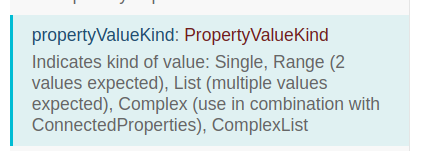 propertyValueKind: PropertyValueKind
Indicates kind of value: Single, Range (2
values expected), List (multiple values
expected), Complex (use in combination with
ConnectedProperties), ComplexList